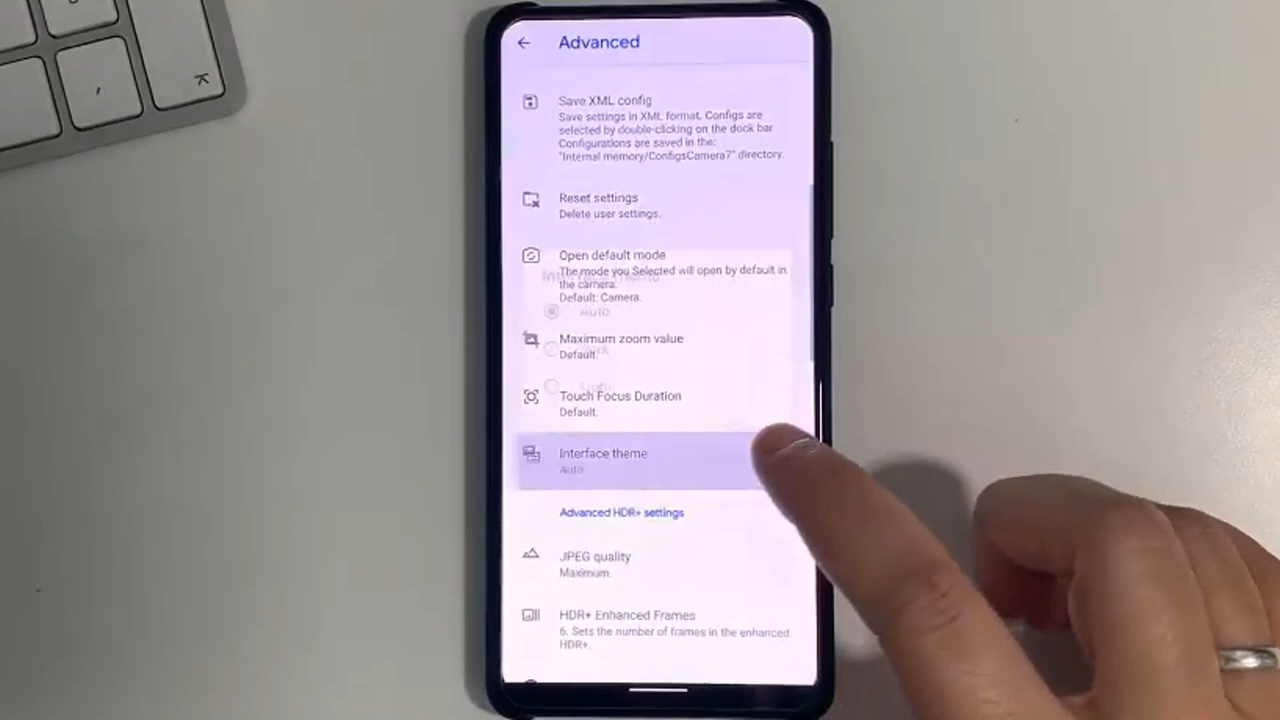 Advanced
Save XML config
Save settings in XML format. Configs are
selected by double-clicking on the dock bar
Configurations are saved in the:
"Internal memory/ConfigsCamera7" directory.
Reset settings
Delete user settings.
Open default mode
The mode you Selected will open by default in
the camera.
Default: Camera.
Auto
Maximum zoom value
Default.
Touch Focus Duration
Default.
Interface theme
Auto
Advanced HDR+ settings
JPEG quality
Maximum.
HDR+ Enhanced Frames
6. Sets the number of frames in the enhanced
HDR+.